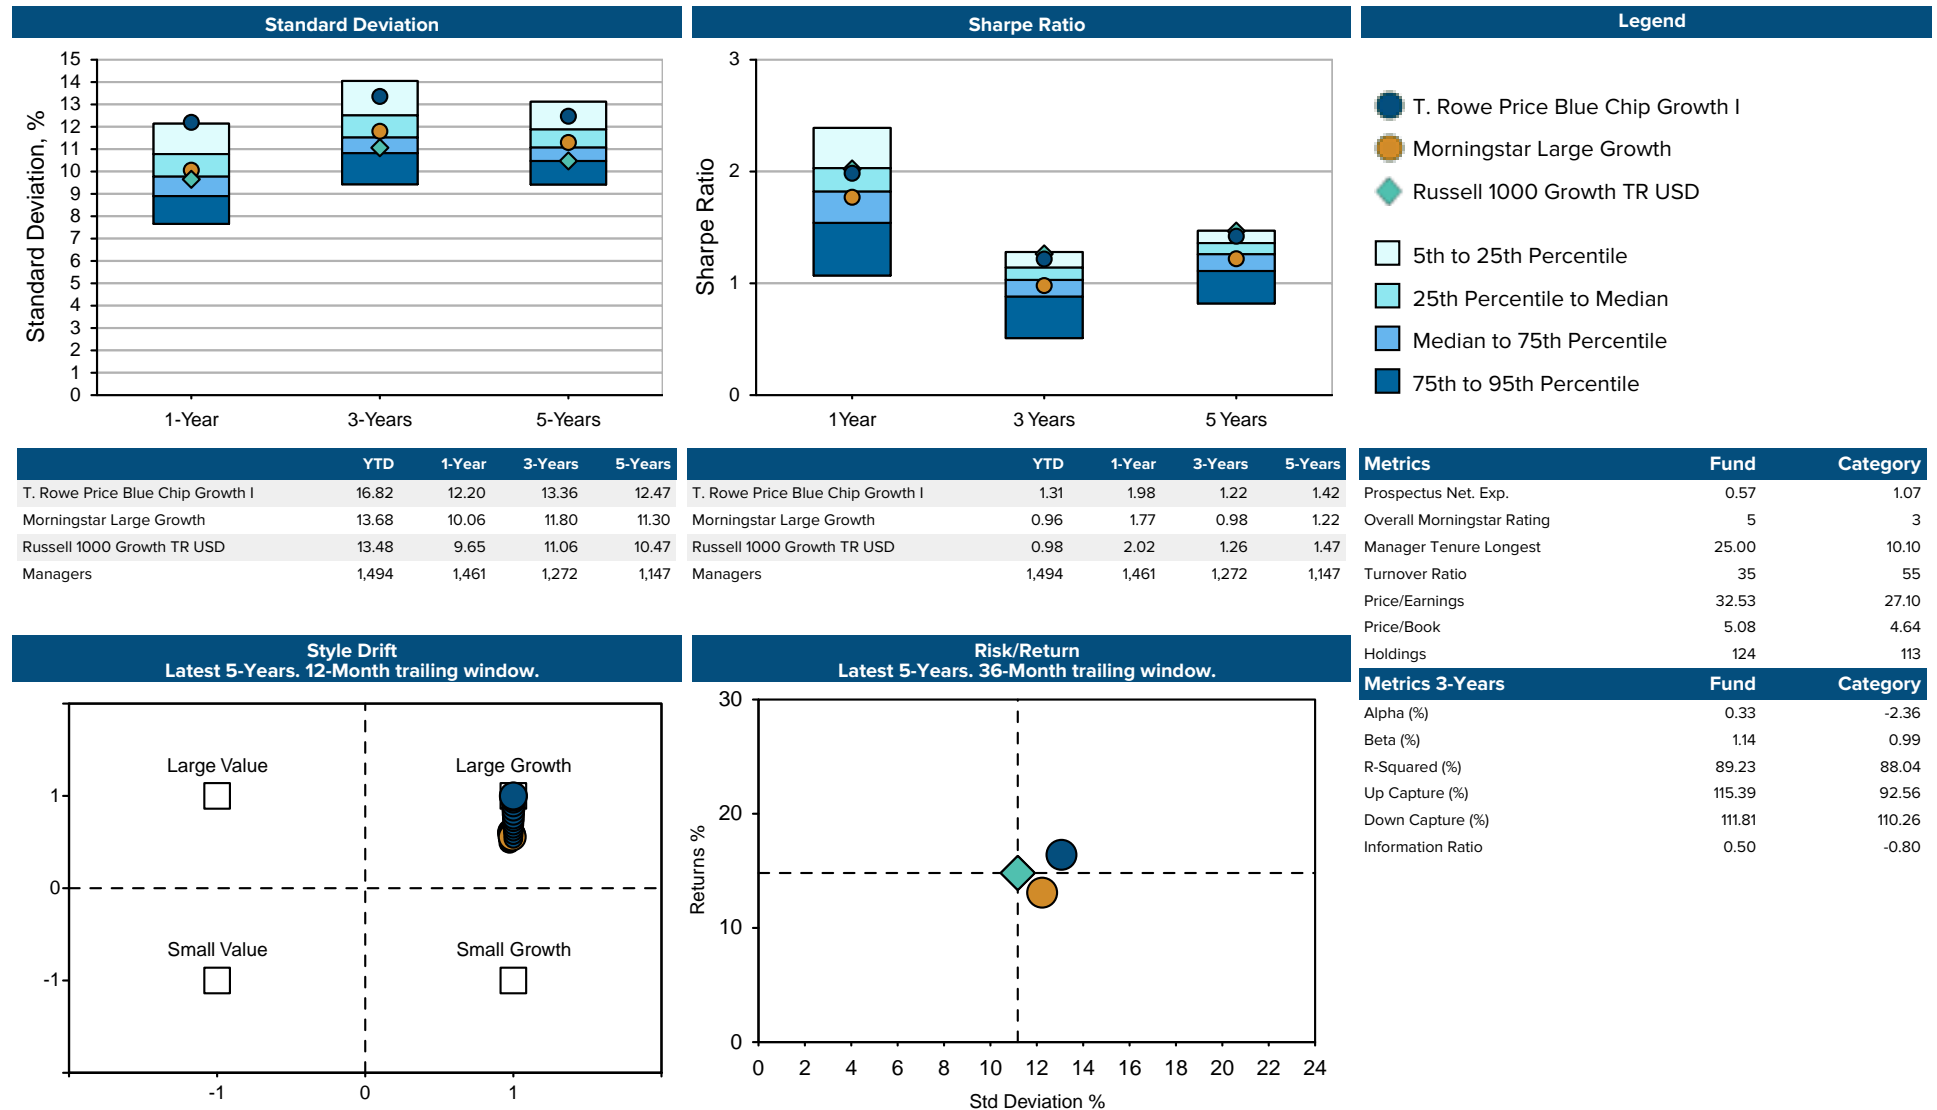 Standard Deviation
Standard Deviation, %
15
14
13
12
11
10
9
8
7
6
5
4
3
2
1
0
1-Year 3-Years 5-Years
Sharpe Ratio
Sharpe Ratio
3
2
1
0
1 Year 3 Years 5 Years
Legend
T. Rowe Price Blue Chip Growth I
Morningstar Large Growth
Russell 1000 Growth TR USD
5th to 25th Percentile
25th Percentile to Median
Median to 75th Percentile
75th to 95th Percentile
YTD 1-Year 3-Years 5-Years
T. Rowe Price Blue Chip Growth I 16.82 12.20 13.36 12.47
Morningstar Large Growth 13.68 10.06 11.80 11.30
Russell 1000 Growth TR USD 13.48 9.65 11.06 10.47
Managers 1,494 1,461 1,272 1,147
YTD 1-Year 3-Years 5-Years
T. Rowe Price Blue Chip Growth I 1.31 1.98 1.22 1.42
Morningstar Large Growth 0.96 1.77 0.98 1.22
Russell 1000 Growth TR USD 0.98 2.02 1.26 1.47
Managers 1,494 1,461 1,272 1,147
Metrics Fund Category
Prospectus Net. Exp. 0.57 1.07
Overall Morningstar Rating 5 3
Manager Tenure Longest 25.00 10.10
Turnover Ratio 35 55
Price/Earnings 32.53 27.10
Price/Book 5.08 4.64
Holdings 124 113
Metrics 3-Years Fund Category
Alpha (%) 0.33 -2.36
Beta (%) 1.14 0.99
R-Squared (%) 89.23 88.04
Up Capture (%) 115.39 92.56
Down Capture (%) 111.81 110.26
Information Ratio 0.50 -0.80
Style Drift
Latest 5-Years. 12-Month trailing window.
Large Value Large Growth
1
0
Small Value Small Growth
-1
-1 0 1
Risk/Return
Latest 5-Years. 36-Month trailing window.
Returns %
30
20
10
0
0 2 4 6 8 10 12 14 16 18 20 22 24
Std Deviation %